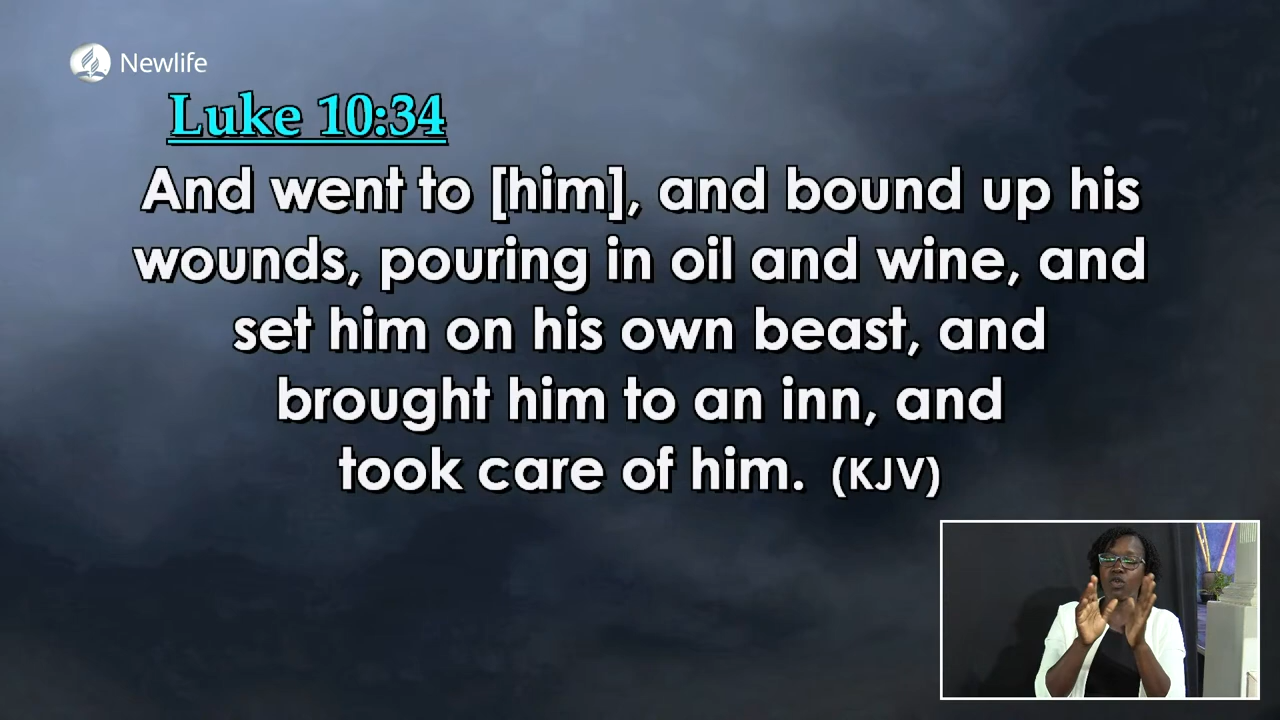 Newlife
Luke 10:34
And went to [him], and bound up his
wounds, pouring in oil and wine, and
set him on his own beast, and
brought him to an inn, and
took care of him. (KJV)